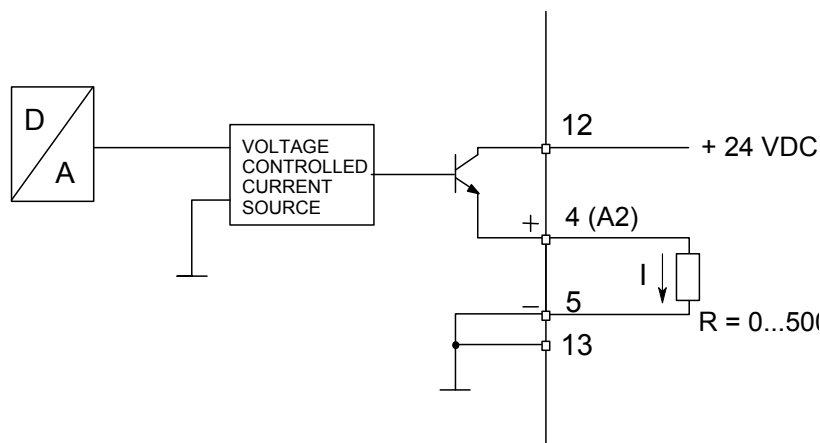 D
A
VOLTAGE
CONTROLLED
CURRENT
SOURCE
12
+ 24 VDC
+
4 (A2)
I
−
5
R = 0...500
13